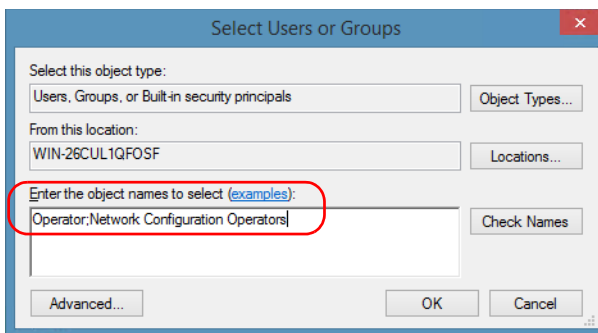 Select Users or Groups
Select this object type:
Users, Groups, or Built-in security principals
Object Types...
From this location:
WIN-26CUL1QFOSF
Locations...
Enter the object names to select (examples):
Operator;Network Configuration Operators
Check Names
Advanced...
OK
Cancel